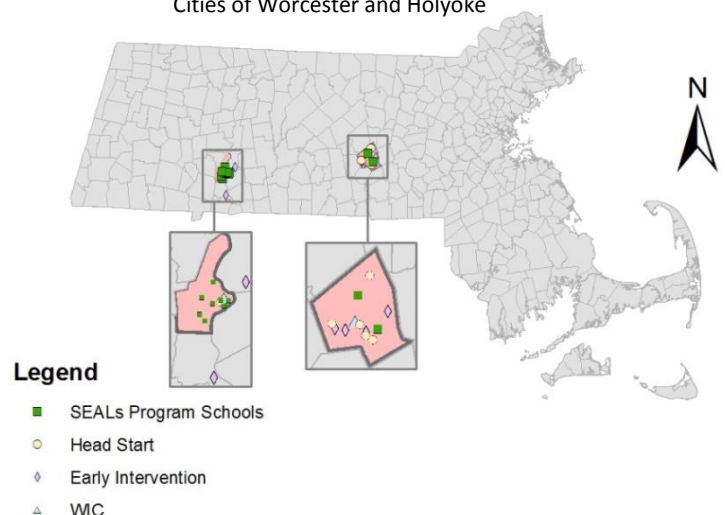 Cities of Worcester and Holyoke
N
Legend
SEALs Program Schools
Head Start
Early Intervention
WIC